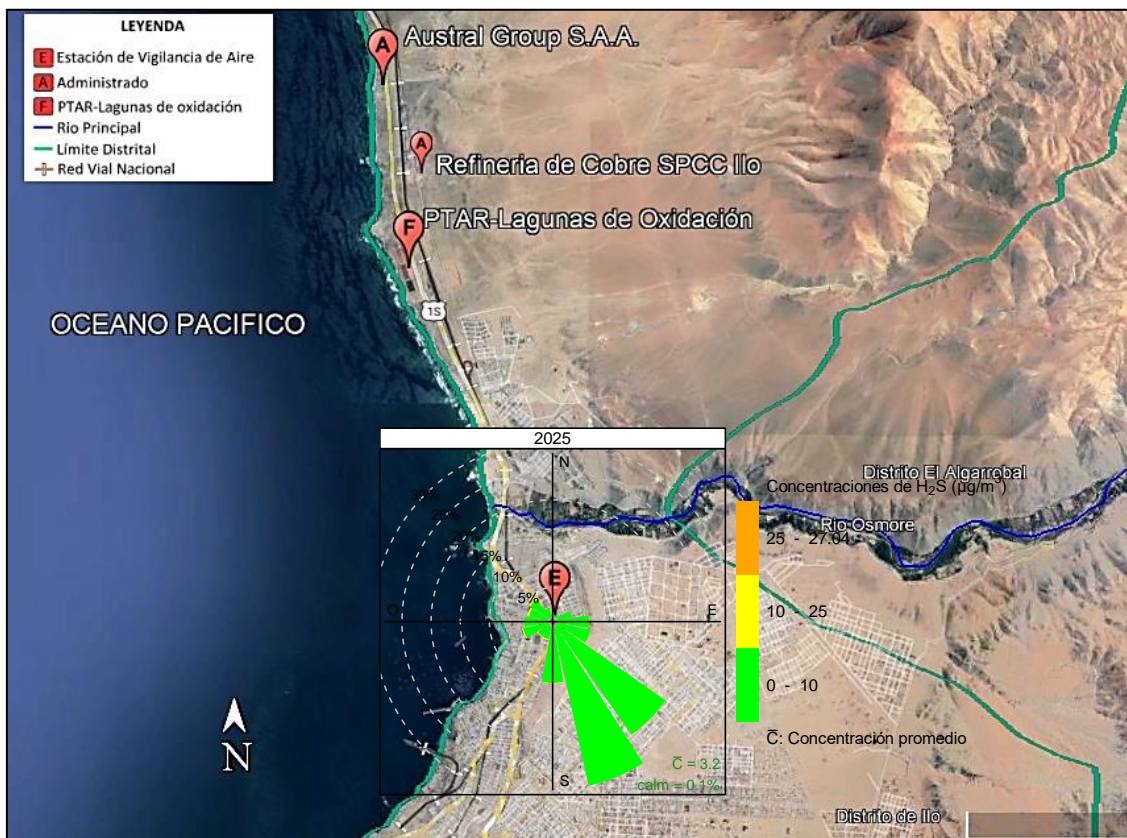 LEYENDA
E Estación de Vigilancia de Aire
A Administrado
F PTAR-Lagunas de oxidación
Rio Principal
Límite Distrital
Red Vial Nacional
A Austral Group S.A.A.
A
Refineria de Cobre SPCC Ilo
PTAR-Lagunas de Oxidación
F
1S
OCEANO PACIFICO
2025
N
30%
25%
20%
15%
10%
5%
E
O
E
S
C̅ = 3.2
calm = 0.1%
Distrito El Algarrobal
Concentraciones de H₂S (µg/m³)
Rio Osmore
25 - 27.04
10 - 25
0 - 10
C̅: Concentración promedio
N
Distrito de Ilo